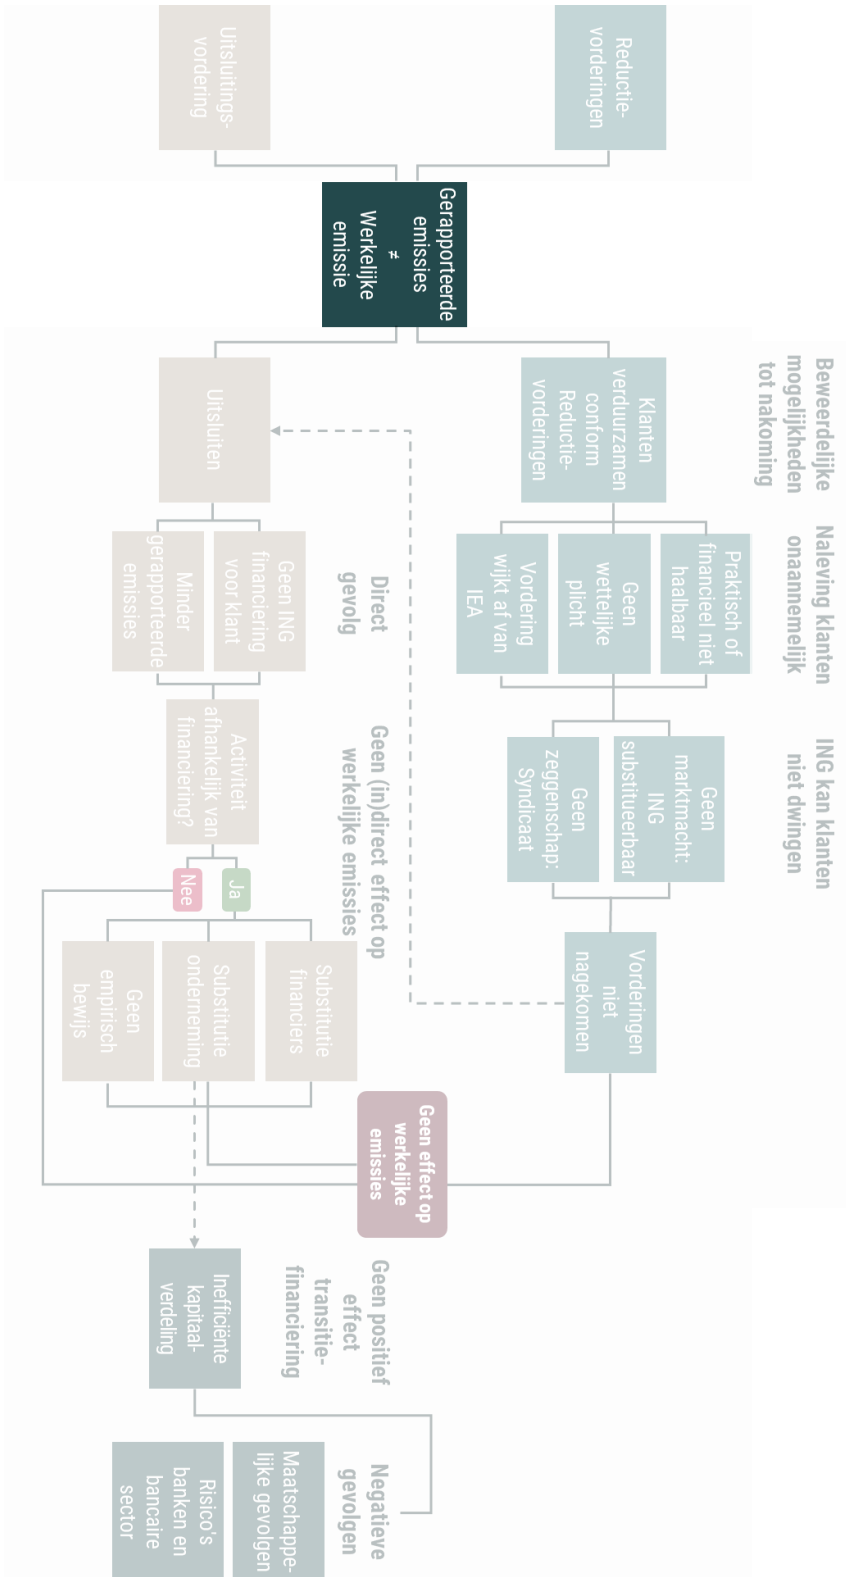 Reductie-
vorderingen
Uitsluitings-
vordering
Gerapporteerde
emissies
≠
Werkelijke
emissie
Beweerdelijke
mogelijkheden
tot nakoming
Klanten
verduurzamen
conform
Reductie-
vorderingen
Naleving klanten
onaannemelijk
Praktisch of
financieel niet
haalbaar
Geen
wettelijke
plicht
Vordering
wijkt af van
IEA
ING kan klanten
niet dwingen
Geen
marktmacht:
ING
substitueerbaar
Geen
zeggenschap:
Syndicaat
Vorderingen
niet
nagekomen
Uitsluiten
Direct
gevolg
Geen ING
financiering
voor klant
Minder
gerapporteerde
emissies
Geen (in)direct effect op
werkelijke emissies
Activiteit
afhankelijk van
financiering?
Ja
Nee
Substitutie
financiers
Substitutie
onderneming
Geen
empirisch
bewijs
Geen effect op
werkelijke
emissies
Geen positief
effect
transitie-
financiering
Inefficiënte
kapitaal-
verdeling
Negatieve
gevolgen
Maatschappe-
lijke gevolgen
Risico's
banken en
bancaire
sector